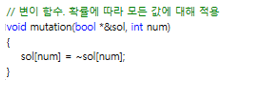 // 변이 함수. 확률에 따라 모든 값에 대해 적용
void mutation(bool *&sol, int num)
{
sol[num] = ~sol[num];
}